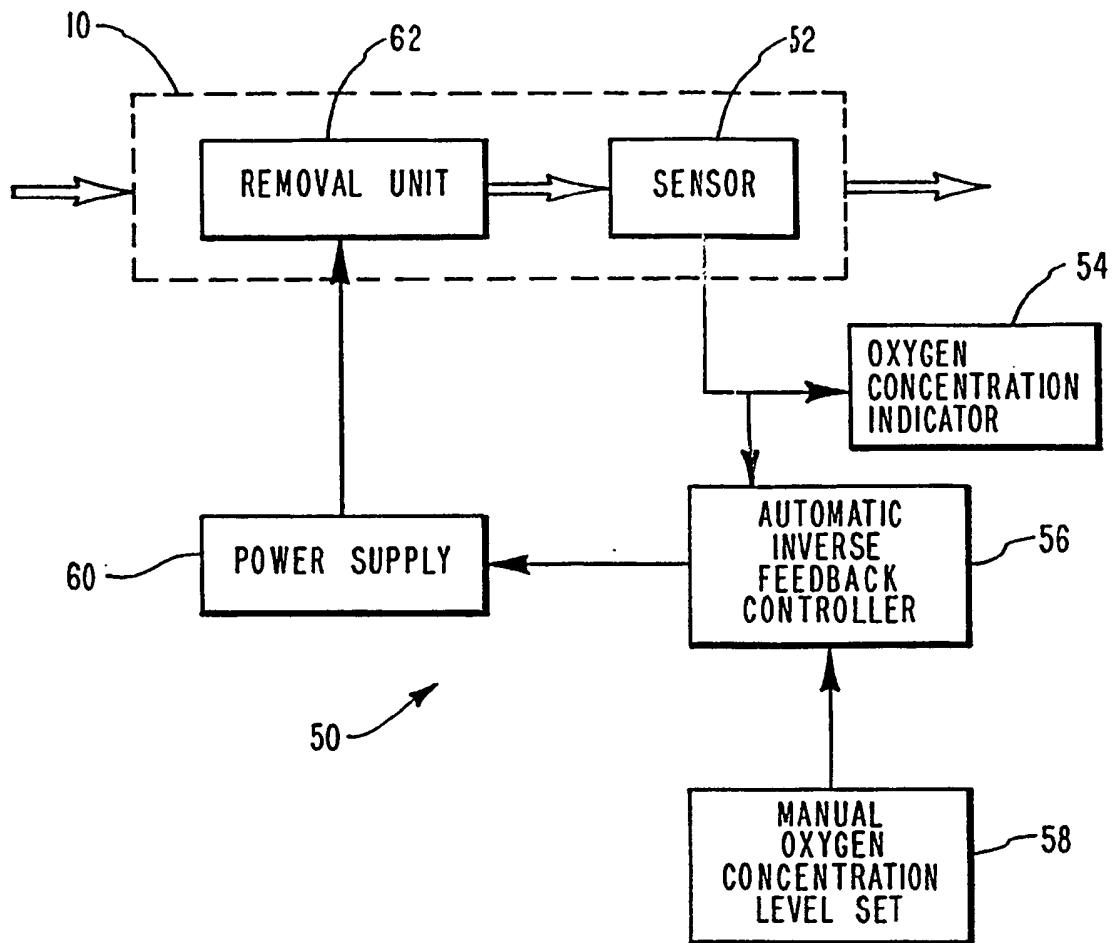 10
62
52
REMOVAL UNIT
SENSOR
54
OXYGEN
CONCENTRATION
INDICATOR
AUTOMATIC
INVERSE
FEEDBACK
CONTROLLER
56
POWER SUPPLY
60
50
MANUAL
OXYGEN
CONCENTRATION
LEVEL SET
58